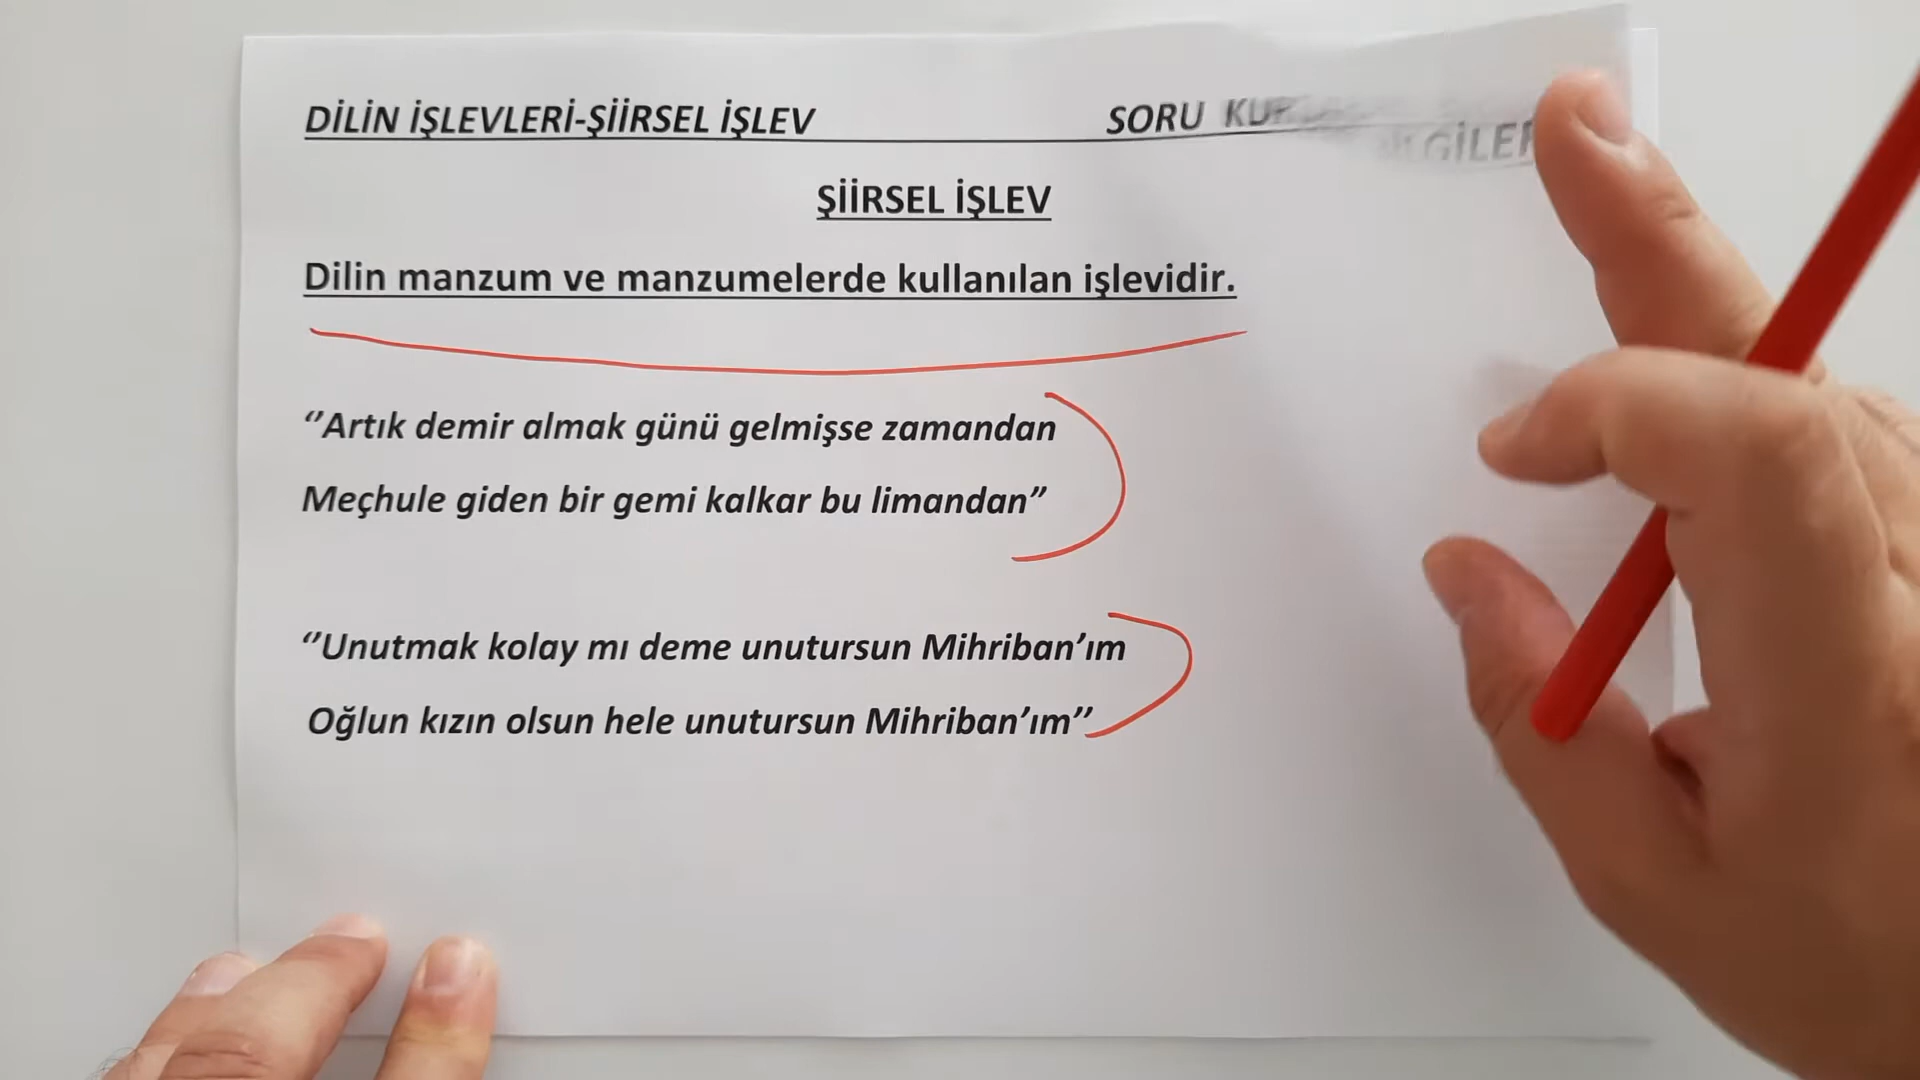 DİLİN İŞLEVLERİ-ŞİİRSEL İŞLEV SORU
ŞİİRSEL İŞLEV
Dilin manzum ve manzumelerde kullanılan işlevidir.
‘’Artık demir almak günü gelmişse zamandan
Meçhule giden bir gemi kalkar bu limandan”
‘’Unutmak kolay mı deme unutursun Mihriban’ım
Oğlun kızın olsun hele unutursun Mihriban’ım’’